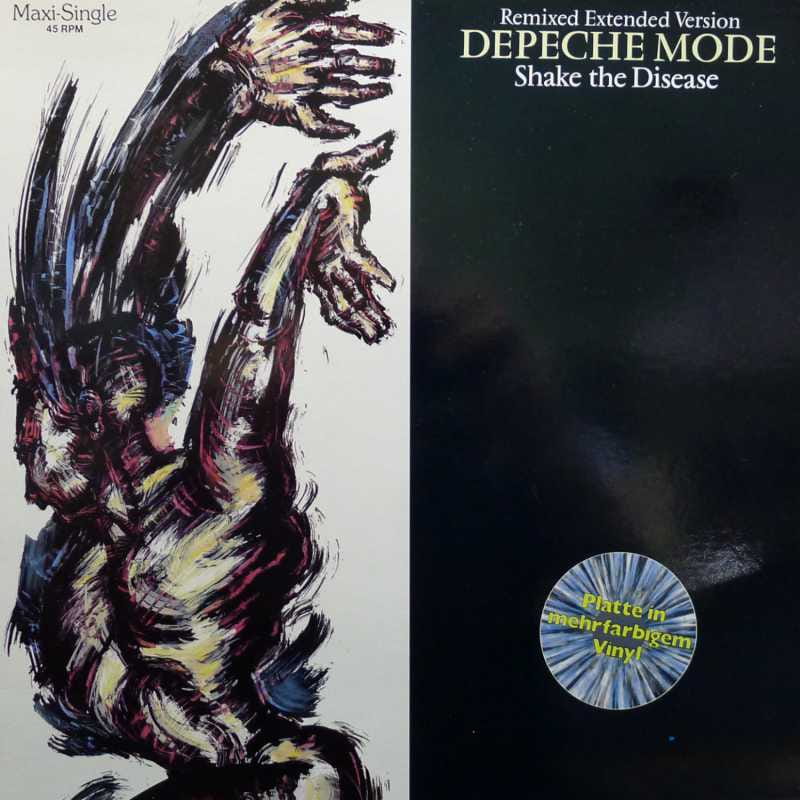 Maxi-Single
45 RPM
Remixed Extended Version
DEPECHE MODE
Shake the Disease
Platte in
mehrfarbigem
Vinyl